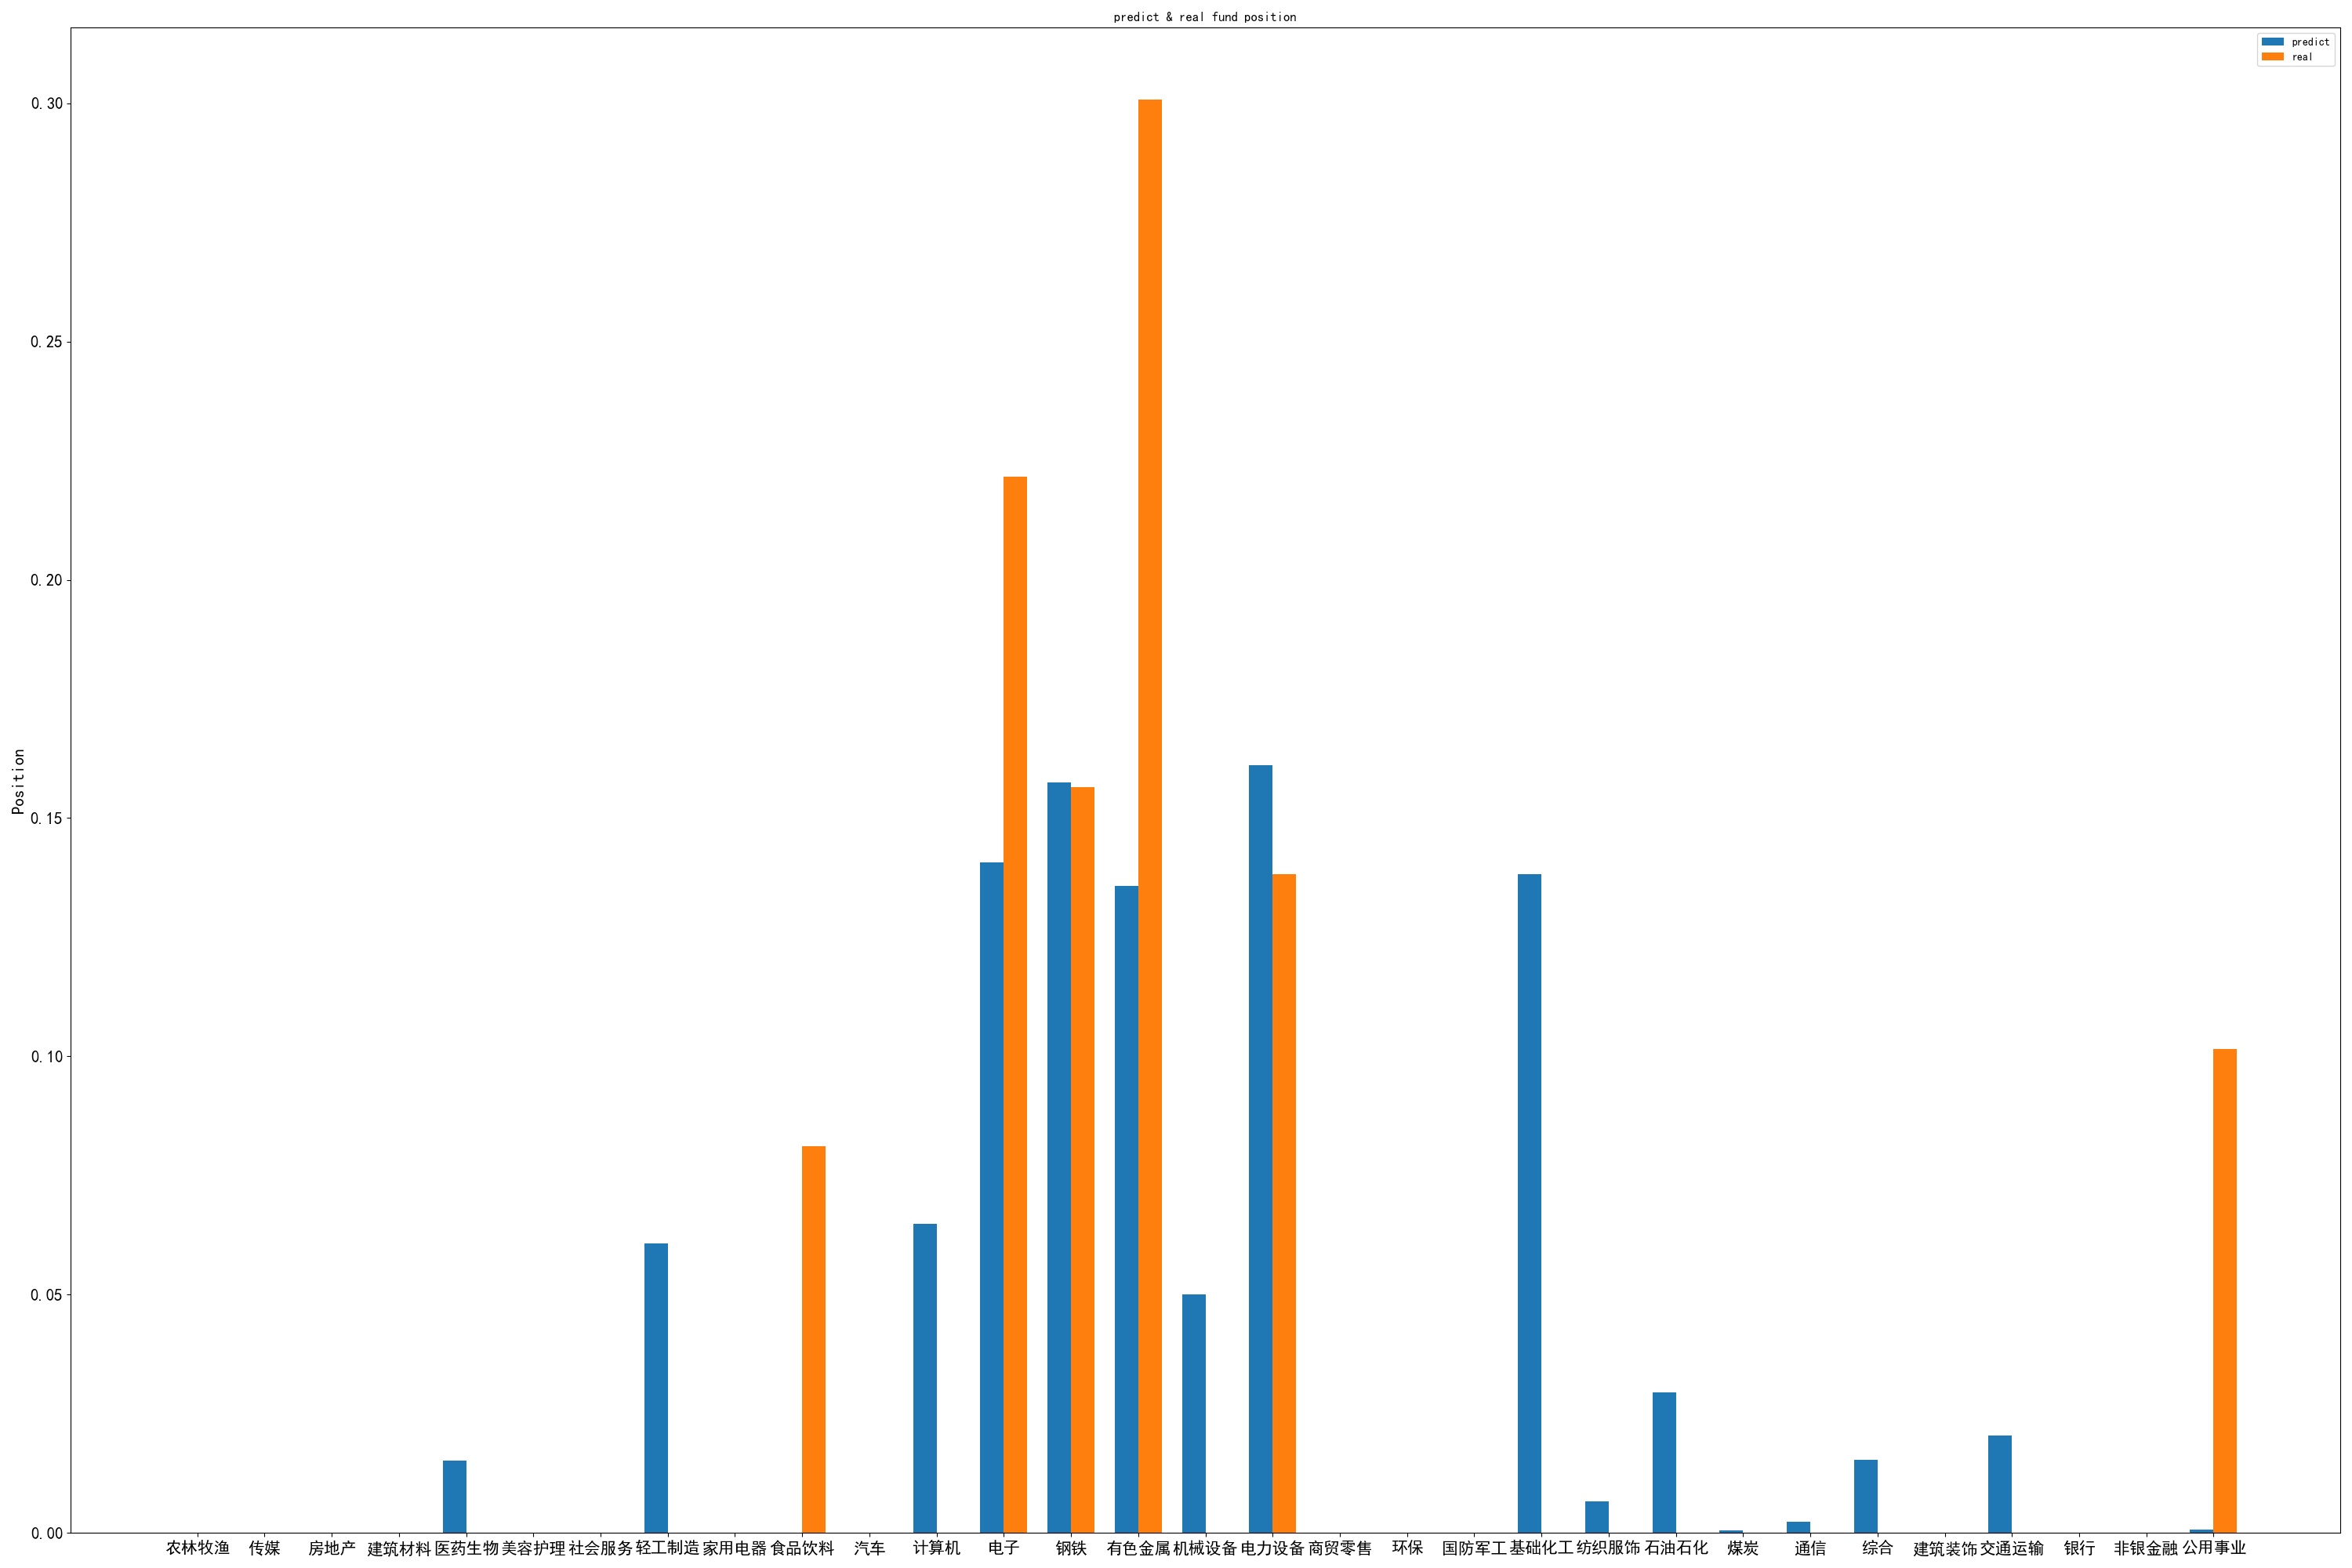 predict & real fund position
predict
real
0.30
0.25
0.20
0.15
0.10
0.05
0.00
Position
农林牧渔 传媒 房地产 建筑材料 医药生物 美容护理 社会服务 轻工制造 家用电器 食品饮料 汽车 计算机 电子 钢铁 有色金属 机械设备 电力设备 商贸零售 环保 国防军工 基础化工 纺织服饰 石油石化 煤炭 通信 综合 建筑装饰 交通运输 银行 非银金融 公用事业